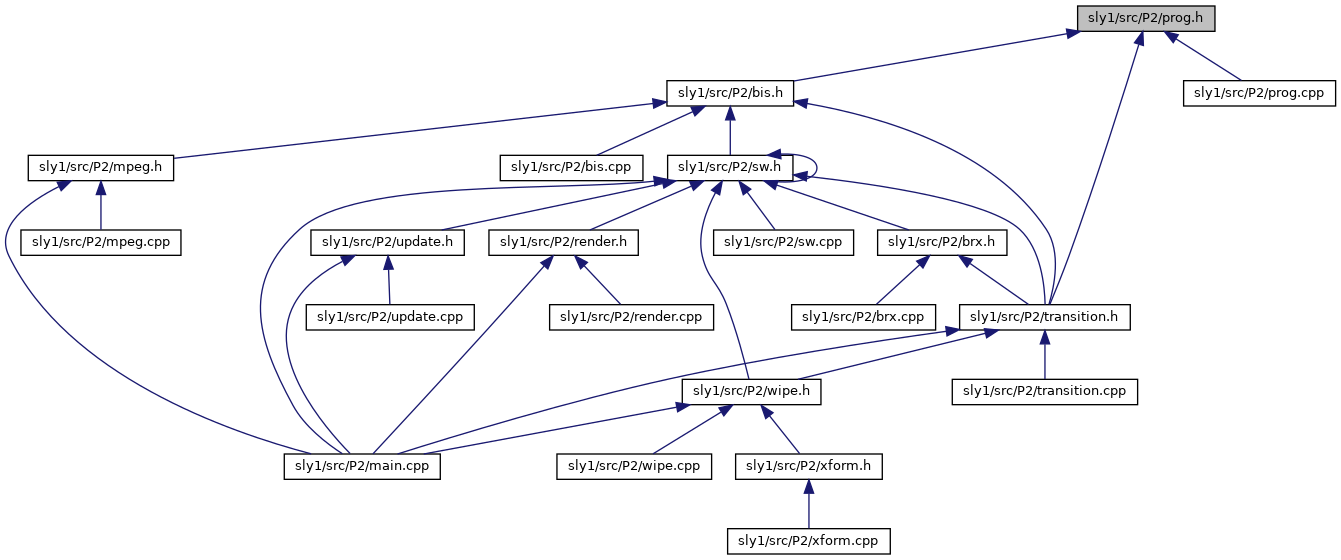 sly1/src/P2/prog.h
sly1/src/P2/bis.h
sly1/src/P2/prog.cpp
sly1/src/P2/mpeg.h
sly1/src/P2/bis.cpp
sly1/src/P2/sw.h
sly1/src/P2/mpeg.cpp
sly1/src/P2/update.h
sly1/src/P2/render.h
sly1/src/P2/sw.cpp
sly1/src/P2/brx.h
sly1/src/P2/update.cpp
sly1/src/P2/render.cpp
sly1/src/P2/brx.cpp
sly1/src/P2/transition.h
sly1/src/P2/wipe.h
sly1/src/P2/transition.cpp
sly1/src/P2/main.cpp
sly1/src/P2/wipe.cpp
sly1/src/P2/xform.h
sly1/src/P2/xform.cpp